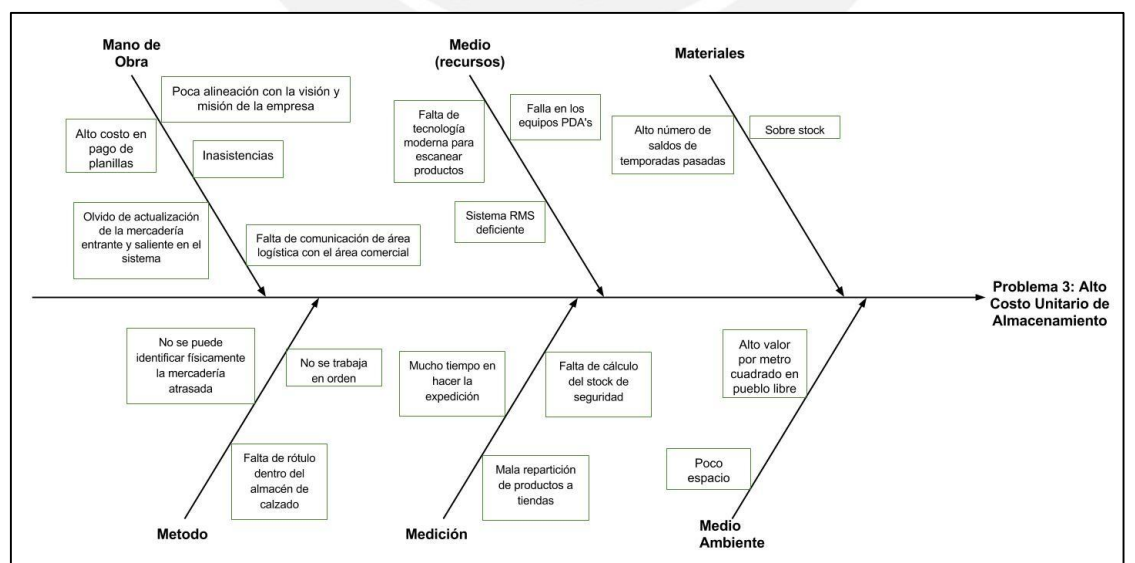 Mano de
Obra
Poca alineación con la visión y
misión de la empresa
Alto costo en
pago de
planillas
Inasistencias
Olvido de actualización
de la mercadería
entrante y saliente en el
sistema
Falta de comunicación de área
logística con el área comercial
Medio
(recursos)
Falta de
tecnología
moderna para
escanear
productos
Falla en los
equipos PDA's
Sistema RMS
deficiente
Materiales
Alto número de
saldos de
temporadas pasadas
Sobre stock
Problema 3: Alto
Costo Unitario de
Almacenamiento
No se puede
identificar físicamente
la mercadería
atrasada
No se trabaja
en orden
Falta de rótulo
dentro del
almacén de
calzado
Metodo
Mucho tiempo en
hacer la
expedición
Falta de cálculo
del stock de
seguridad
Mala repartición
de productos a
tiendas
Medición
Alto valor
por metro
cuadrado en
pueblo libre
Poco
espacio
Medio
Ambiente